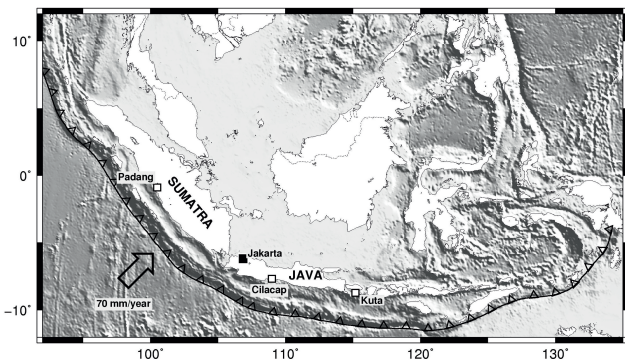 10°
0°
−10°
Padang
SUMATRA
Jakarta
JAVA
Cilacap
Kuta
70 mm/year
100°
110°
120°
130°